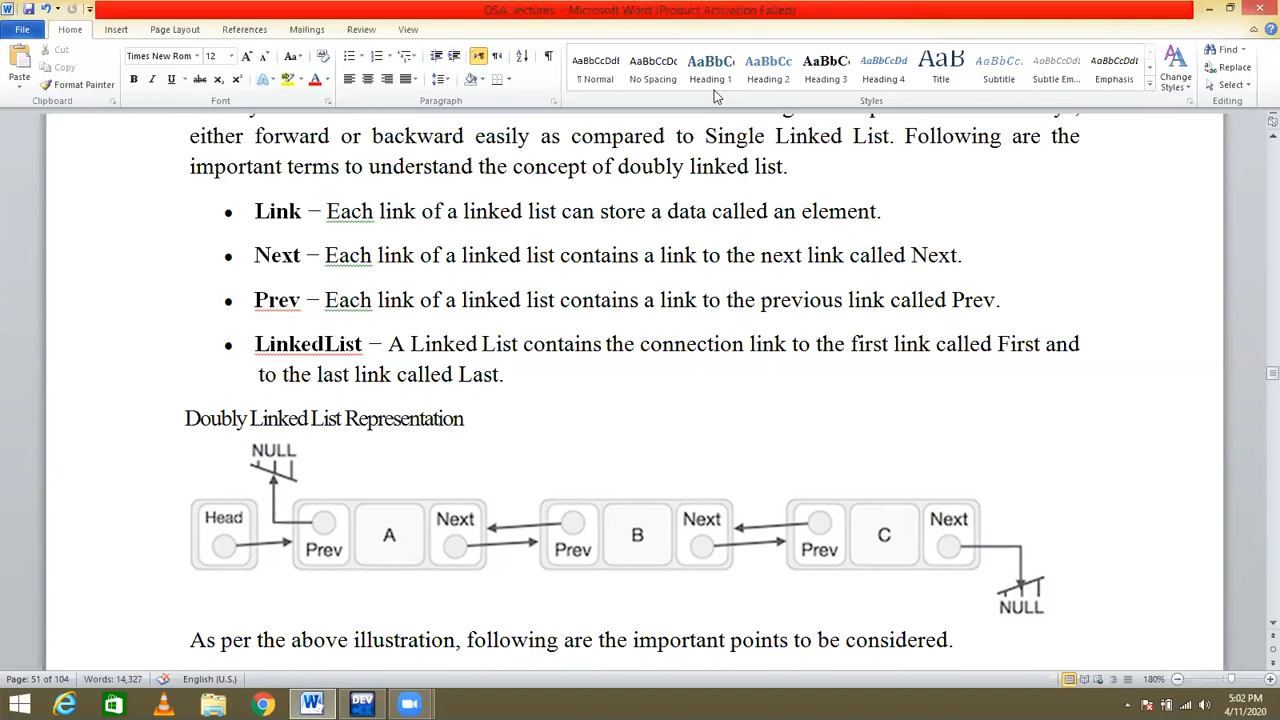 DSA lectures - Microsoft Word (Product Activation Failed)
File Home Insert Page Layout References Mailings Review View
Paste Cut Copy Format Painter Clipboard
Times New Rom 12 Aa
B I U abc x₂ x² A A
Font Paragraph
AaBbCcDdI AaBbCcDc AaBbC AaBbCc AaBbC AaBbCcDd AaB AaBbCc. AaBbCcDd AaBbCcDd
¶ Normal No Spacing Heading 1 Heading 2 Heading 3 Heading 4 Title Subtitle Subtle Em... Emphasis
Styles
Change Styles
Find Replace Select Editing
either forward or backward easily as compared to Single Linked List. Following are the
important terms to understand the concept of doubly linked list.
• Link − Each link of a linked list can store a data called an element.
• Next − Each link of a linked list contains a link to the next link called Next.
• Prev − Each link of a linked list contains a link to the previous link called Prev.
• LinkedList − A Linked List contains the connection link to the first link called First and
to the last link called Last.
Doubly Linked List Representation
NULL
Head Prev A Next Prev B Next Prev C Next
NULL
As per the above illustration, following are the important points to be considered.
Page: 51 of 104 Words: 14,327 English (U.S.) 180%
DEV
5:02 PM
4/11/2020